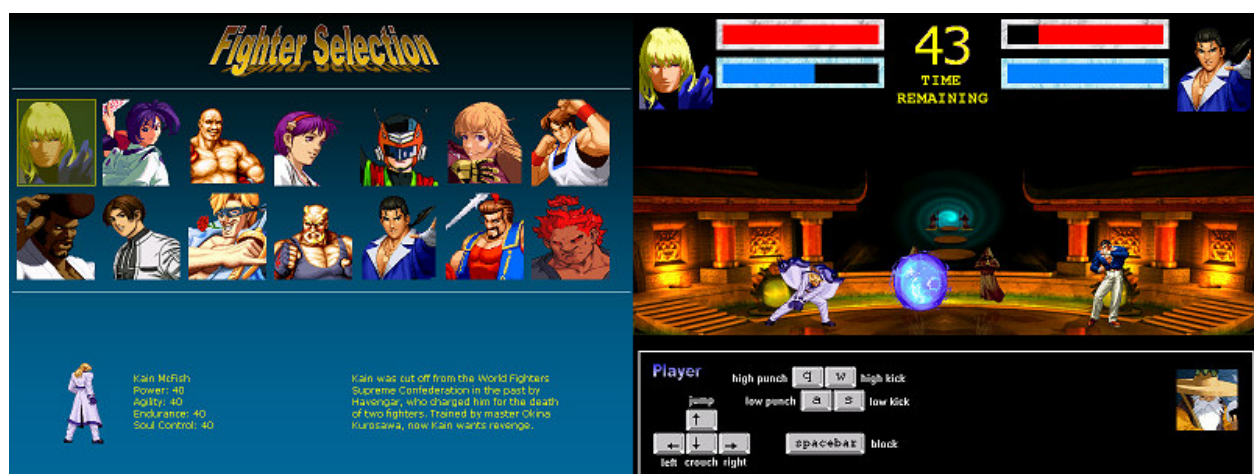 Fighter Selection
Kain McFish
Power: 40
Agility: 40
Endurance: 40
Soul Control: 40
Kain was cut off from the World Fighters
Supreme Confederation in the past by
Havengar, who charged him for the death
of two fighters. Trained by master Okina
Kurosawa, now Kain wants revenge.
43
TIME
REMAINING
Player
high punch q w high kick
low punch a s low kick
jump
↑
← ↓ →
left crouch right
spacebar block